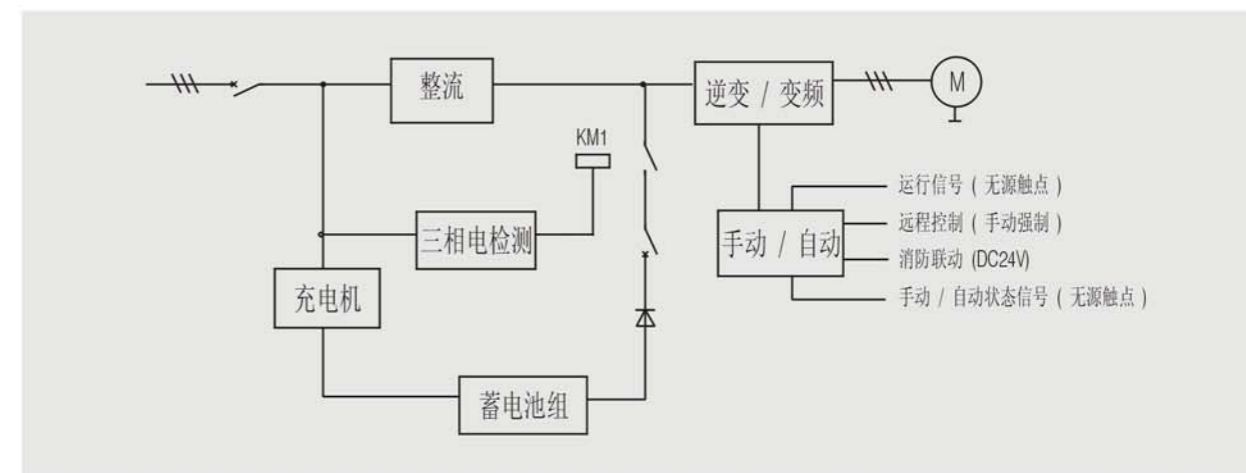 整流
逆变 / 变频
M
KM1
三相电检测
手动 / 自动
运行信号 ( 无源触点 )
远程控制 ( 手动强制 )
消防联动 (DC24V)
手动 / 自动状态信号 ( 无源触点 )
充电机
蓄电池组